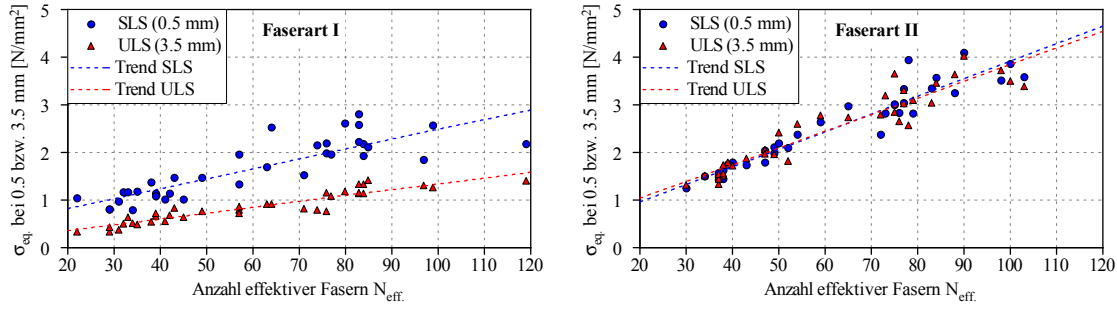 σeq. bei 0.5 bzw. 3.5 mm [N/mm²]
5
4
3
2
1
0
SLS (0.5 mm)
ULS (3.5 mm)
Trend SLS
Trend ULS
Faserart I
20 30 40 50 60 70 80 90 100 110 120
Anzahl effektiver Fasern Neff.
σeq. bei 0.5 bzw. 3.5 mm [N/mm²]
5
4
3
2
1
0
SLS (0.5 mm)
ULS (3.5 mm)
Trend SLS
Trend ULS
Faserart II
20 30 40 50 60 70 80 90 100 110 120
Anzahl effektiver Fasern Neff.